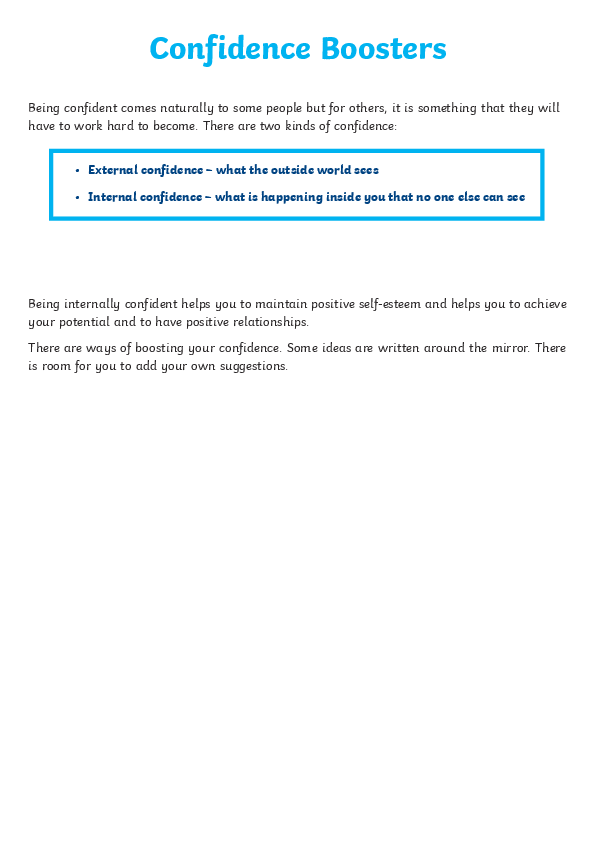 Confidence Boosters
Being confident comes naturally to some people but for others, it is something that they will
have to work hard to become. There are two kinds of confidence:
• External confidence – what the outside world sees
• Internal confidence – what is happening inside you that no one else can see
Being internally confident helps you to maintain positive self-esteem and helps you to achieve
your potential and to have positive relationships.
There are ways of boosting your confidence. Some ideas are written around the mirror. There
is room for you to add your own suggestions.